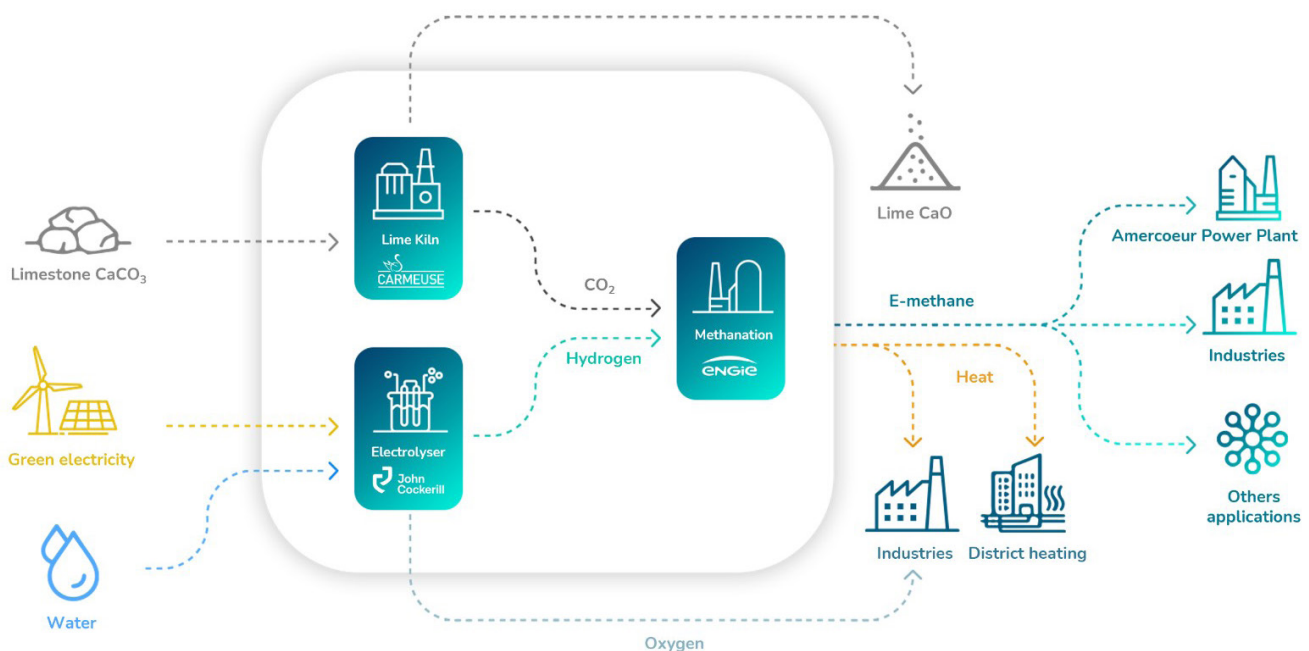 Limestone CaCO₃
Green electricity
Water
Lime Kiln
CARMEUSE
Electrolyser
John
Cockerill
CO₂
Hydrogen
Methanation
ENGIE
Lime CaO
E-methane
Heat
Amercoeur Power Plant
Industries
Others
applications
Industries
District heating
Oxygen